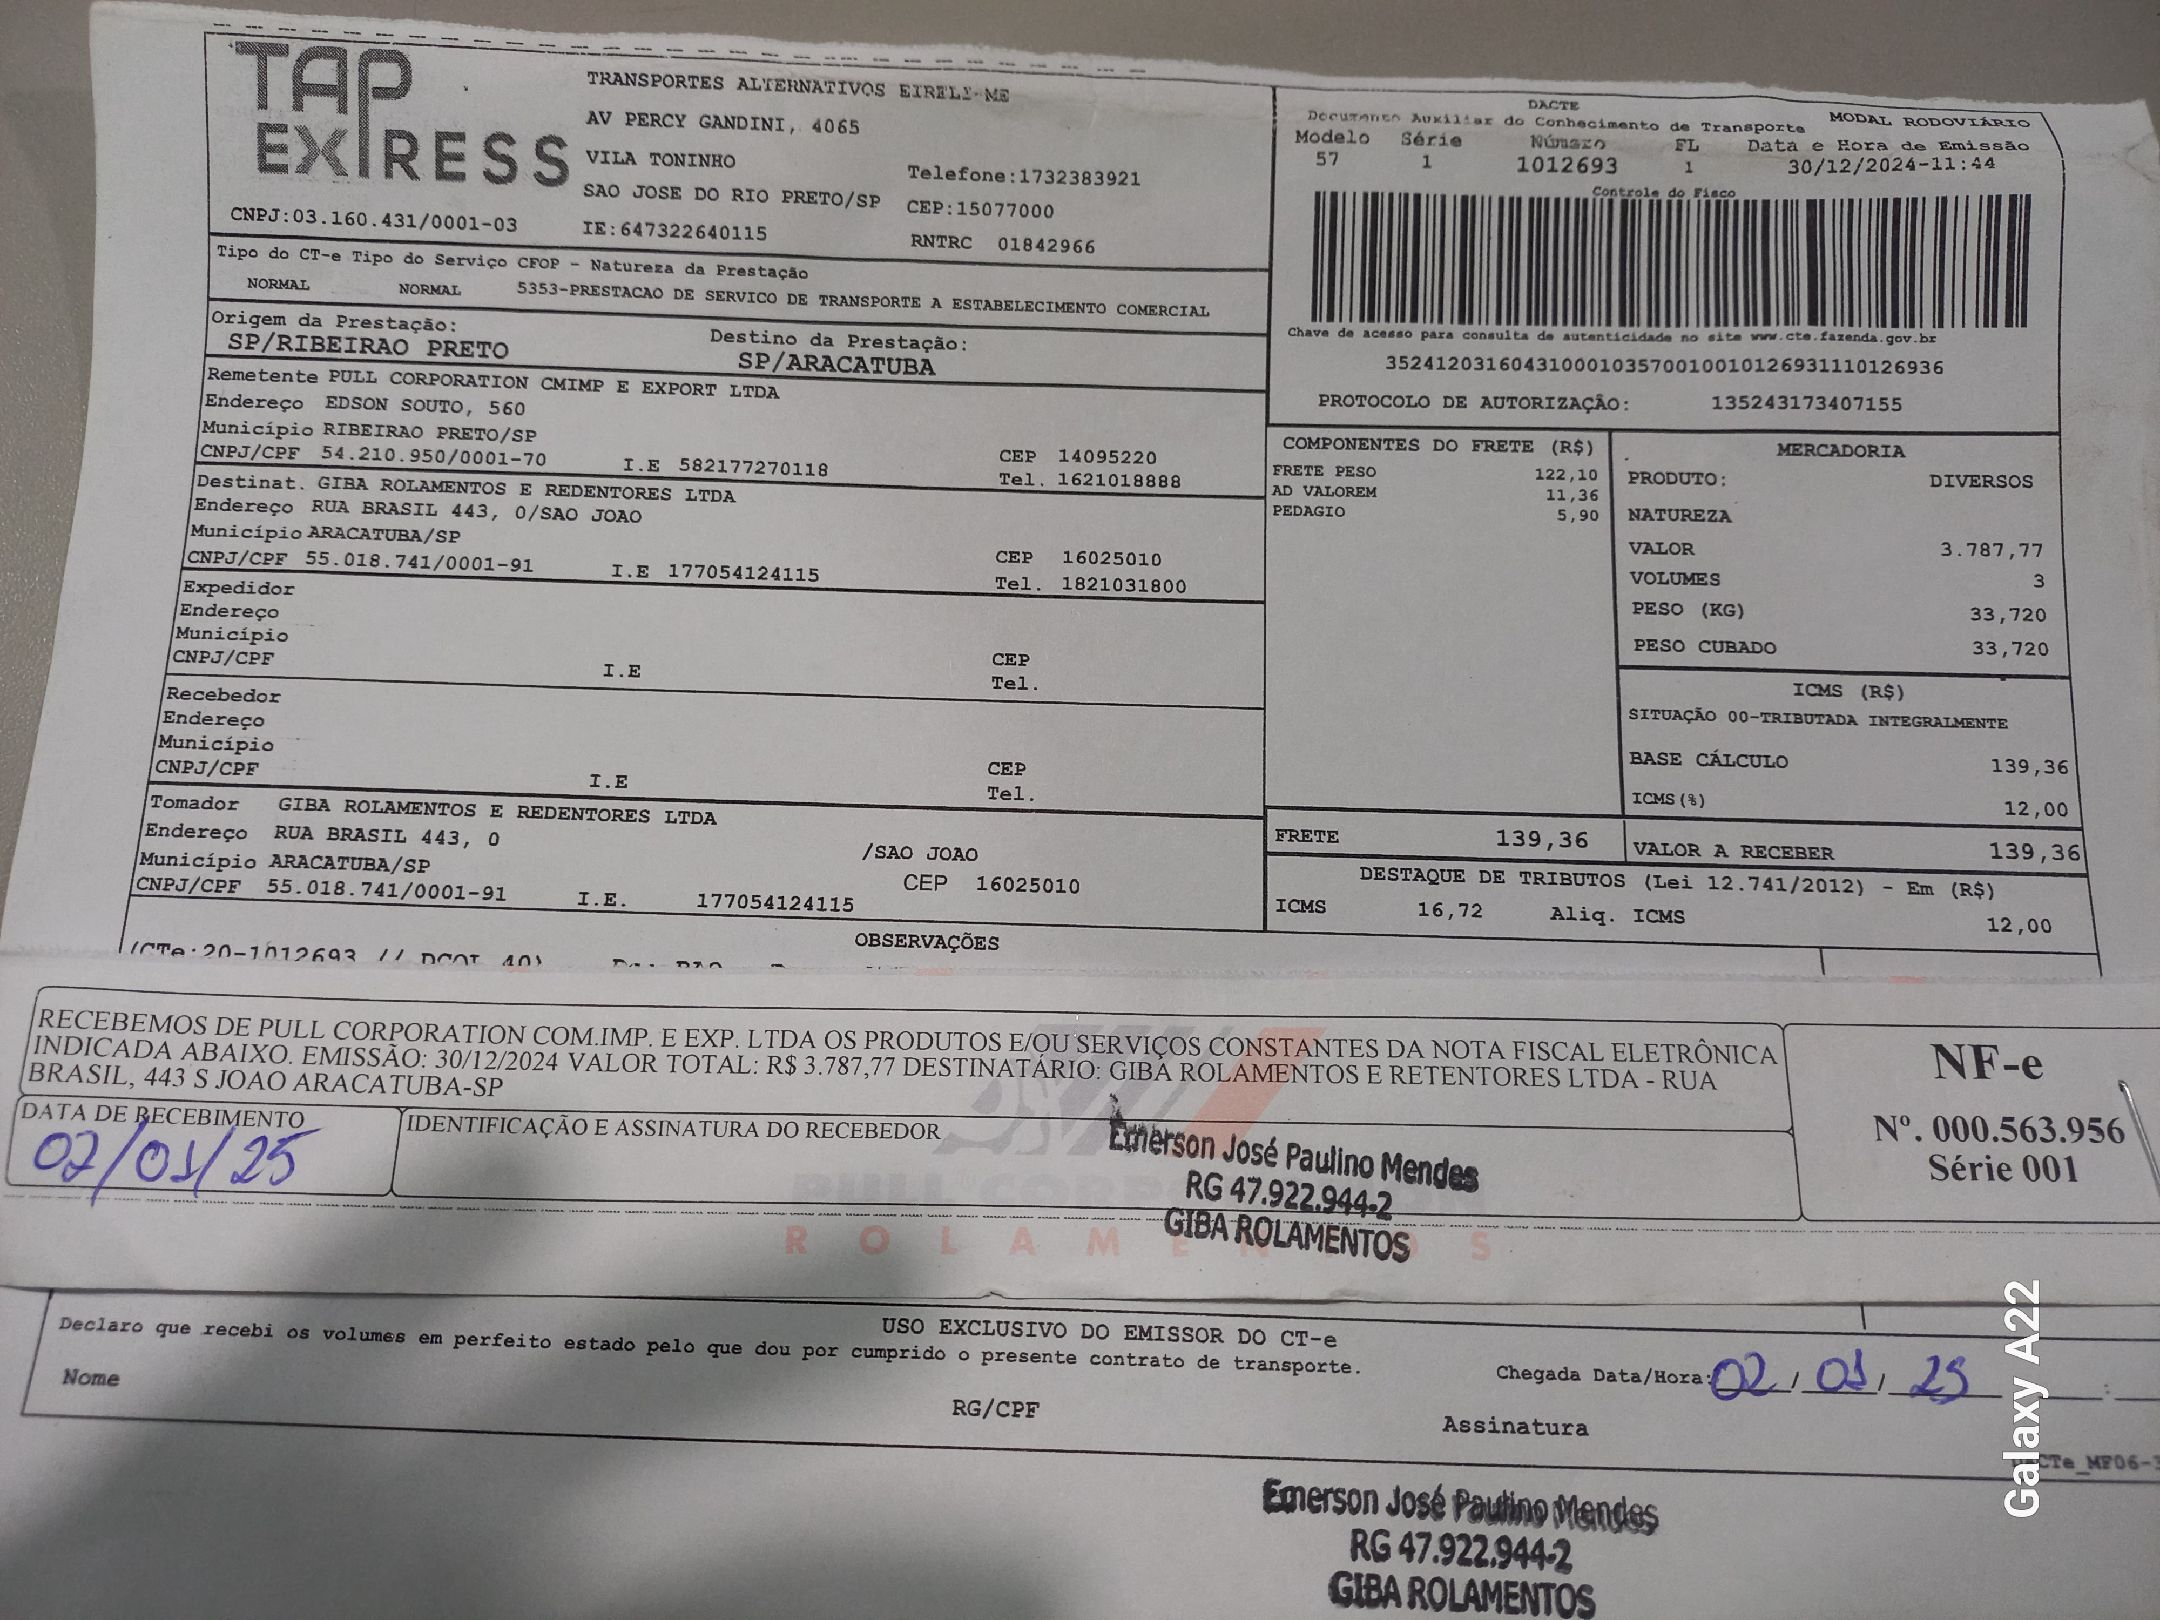 TAP EXPRESS
TRANSPORTES ALTERNATIVOS EIRELI-ME
AV PERCY GANDINI, 4065
VILA TONINHO
Telefone:1732383921
SAO JOSE DO RIO PRETO/SP CEP:15077000
CNPJ:03.160.431/0001-03 IE:647322640115 RNTRC 01842966
DACTE
Documento Auxiliar do Conhecimento de Transporte MODAL RODOVIÁRIO
Modelo Série Número FL Data e Hora de Emissão
57 1 1012693 1 30/12/2024-11:44
Controle do Fisco
Chave de acesso para consulta de autenticidade no site www.cte.fazenda.gov.br
35241203160431000103570010010126931110126936
PROTOCOLO DE AUTORIZAÇÃO: 135243173407155
Tipo do CT-e Tipo do Serviço CFOP - Natureza da Prestação
NORMAL NORMAL 5353-PRESTACAO DE SERVICO DE TRANSPORTE A ESTABELECIMENTO COMERCIAL
Origem da Prestação: Destino da Prestação:
SP/RIBEIRAO PRETO SP/ARACATUBA
Remetente PULL CORPORATION CMIMP E EXPORT LTDA
Endereço EDSON SOUTO, 560
Município RIBEIRAO PRETO/SP CEP 14095220
CNPJ/CPF 54.210.950/0001-70 I.E 582177270118 Tel. 1621018888
Destinat. GIBA ROLAMENTOS E REDENTORES LTDA
Endereço RUA BRASIL 443, 0/SAO JOAO
Município ARACATUBA/SP CEP 16025010
CNPJ/CPF 55.018.741/0001-91 I.E 177054124115 Tel. 1821031800
Expedidor
Endereço
Município CEP
CNPJ/CPF I.E Tel.
Recebedor
Endereço
Município CEP
CNPJ/CPF I.E Tel.
Tomador GIBA ROLAMENTOS E REDENTORES LTDA
Endereço RUA BRASIL 443, 0 /SAO JOAO
Município ARACATUBA/SP CEP 16025010
CNPJ/CPF 55.018.741/0001-91 I.E. 177054124115
COMPONENTES DO FRETE (R$)
FRETE PESO 122,10
AD VALOREM 11,36
PEDAGIO 5,90
MERCADORIA
PRODUTO: DIVERSOS
NATUREZA
VALOR 3.787,77
VOLUMES 3
PESO (KG) 33,720
PESO CUBADO 33,720
ICMS (R$)
SITUAÇÃO 00-TRIBUTADA INTEGRALMENTE
BASE CÁLCULO 139,36
ICMS(%) 12,00
FRETE 139,36 VALOR A RECEBER 139,36
DESTAQUE DE TRIBUTOS (Lei 12.741/2012) - Em (R$)
ICMS 16,72 Aliq. ICMS 12,00
OBSERVAÇÕES
(CTe:20-1012693 //
RECEBEMOS DE PULL CORPORATION COM.IMP. E EXP. LTDA OS PRODUTOS E/OU SERVIÇOS CONSTANTES DA NOTA FISCAL ELETRÔNICA
INDICADA ABAIXO. EMISSÃO: 30/12/2024 VALOR TOTAL: R$ 3.787,77 DESTINATÁRIO: GIBA ROLAMENTOS E RETENTORES LTDA - RUA
BRASIL, 443 S JOAO ARACATUBA-SP
DATA DE RECEBIMENTO IDENTIFICAÇÃO E ASSINATURA DO RECEBEDOR
02/01/25
Emerson José Paulino Mendes
RG 47.922.944-2
GIBA ROLAMENTOS
ROLAMENTOS
NF-e
Nº. 000.563.956
Série 001
USO EXCLUSIVO DO EMISSOR DO CT-e
Declaro que recebi os volumes em perfeito estado pelo que dou por cumprido o presente contrato de transporte.
Nome RG/CPF Chegada Data/Hora: 02/01/25 :
Assinatura
CTe_MF06-
Emerson José Paulino Mendes
RG 47.922.944-2
GIBA ROLAMENTOS
Galaxy A22